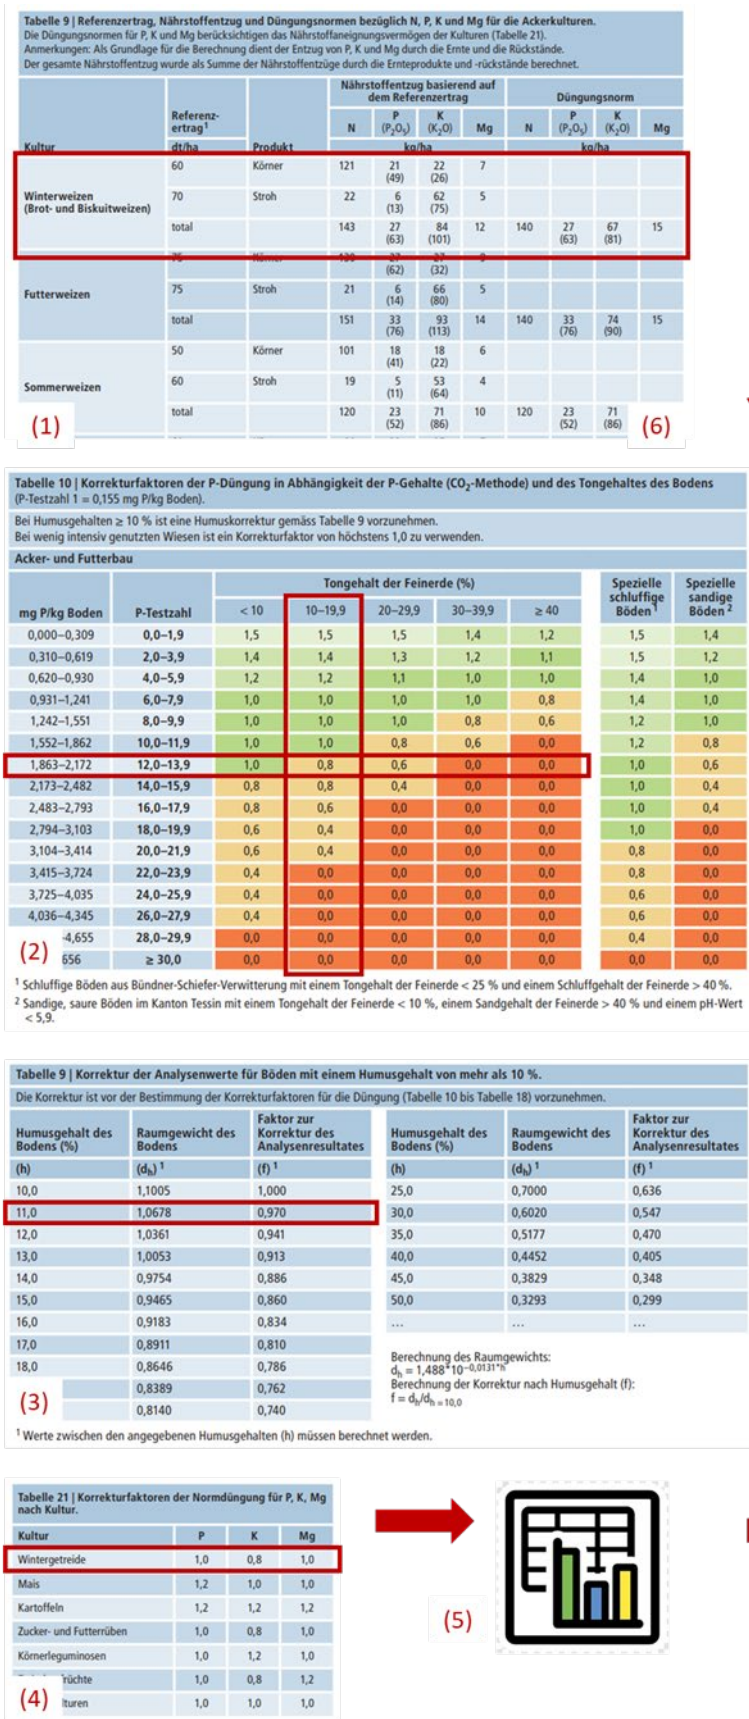 Tabelle 9 | Referenzertrag, Nährstoffentzug und Düngungsnormen bezüglich N, P, K und Mg für die Ackerkulturen.
Die Düngungsnormen für P, K und Mg berücksichtigen das Nährstoffaneignungsvermögen der Kulturen (Tabelle 21).
Anmerkungen: Als Grundlage für die Berechnung dient der Entzug von P, K und Mg durch die Ernte und die Rückstände.
Der gesamte Nährstoffentzug wurde als Summe der Nährstoffentzüge durch die Ernteprodukte und -rückstände berechnet.
Nährstoffentzug basierend auf dem Referenzertrag Düngungsnorm
Kultur Referenz-ertrag¹ Produkt N P (P₂O₅) K (K₂O) Mg N P (P₂O₅) K (K₂O) Mg
dt/ha kg/ha kg/ha
Winterweizen (Brot- und Biskuitweizen)
60 Körner 121 21 (49) 22 (26) 7
70 Stroh 22 6 (13) 62 (75) 5
total 143 27 (63) 84 (101) 12 140 27 (63) 67 (81) 15
Futterweizen
(62) (32)
75 Stroh 21 6 (14) 66 (80) 5
total 151 33 (76) 93 (113) 14 140 33 (76) 74 (90) 15
Sommerweizen
50 Körner 101 18 (41) 18 (22) 6
60 Stroh 19 5 (11) 53 (64) 4
total 120 23 (52) 71 (86) 10 120 23 (52) 71 (86)
(1) (6)
Tabelle 10 | Korrekturfaktoren der P-Düngung in Abhängigkeit der P-Gehalte (CO₂-Methode) und des Tongehaltes des Bodens
(P-Testzahl 1 = 0,155 mg P/kg Boden).
Bei Humusgehalten ≥ 10 % ist eine Humuskorrektur gemäss Tabelle 9 vorzunehmen.
Bei wenig intensiv genutzten Wiesen ist ein Korrekturfaktor von höchstens 1,0 zu verwenden.
Acker- und Futterbau
Tongehalt der Feinerde (%)
mg P/kg Boden P-Testzahl < 10 10–19,9 20–29,9 30–39,9 ≥ 40 Spezielle schluffige Böden¹ Spezielle sandige Böden²
0,000–0,309 0,0–1,9 1,5 1,5 1,5 1,4 1,2 1,5 1,4
0,310–0,619 2,0–3,9 1,4 1,4 1,3 1,2 1,1 1,5 1,2
0,620–0,930 4,0–5,9 1,2 1,2 1,1 1,0 1,0 1,4 1,0
0,931–1,241 6,0–7,9 1,0 1,0 1,0 1,0 0,8 1,4 1,0
1,242–1,551 8,0–9,9 1,0 1,0 1,0 0,8 0,6 1,2 1,0
1,552–1,862 10,0–11,9 1,0 1,0 0,8 0,6 0,0 1,2 0,8
1,863–2,172 12,0–13,9 1,0 0,8 0,6 0,0 0,0 1,0 0,6
2,173–2,482 14,0–15,9 0,8 0,8 0,4 0,0 0,0 1,0 0,4
2,483–2,793 16,0–17,9 0,8 0,6 0,0 0,0 0,0 1,0 0,4
2,794–3,103 18,0–19,9 0,6 0,4 0,0 0,0 0,0 1,0 0,0
3,104–3,414 20,0–21,9 0,6 0,4 0,0 0,0 0,0 0,8 0,0
3,415–3,724 22,0–23,9 0,4 0,0 0,0 0,0 0,0 0,8 0,0
3,725–4,035 24,0–25,9 0,4 0,0 0,0 0,0 0,0 0,6 0,0
4,036–4,345 26,0–27,9 0,4 0,0 0,0 0,0 0,0 0,6 0,0
-4,655 28,0–29,9 0,0 0,0 0,0 0,0 0,0 0,4 0,0
656 ≥ 30,0 0,0 0,0 0,0 0,0 0,0 0,0 0,0
(2)
¹ Schluffige Böden aus Bündner-Schiefer-Verwitterung mit einem Tongehalt der Feinerde < 25 % und einem Schluffgehalt der Feinerde > 40 %.
² Sandige, saure Böden im Kanton Tessin mit einem Tongehalt der Feinerde < 10 %, einem Sandgehalt der Feinerde > 40 % und einem pH-Wert
< 5,9.
Tabelle 9 | Korrektur der Analysenwerte für Böden mit einem Humusgehalt von mehr als 10 %.
Die Korrektur ist vor der Bestimmung der Korrekturfaktoren für die Düngung (Tabelle 10 bis Tabelle 18) vorzunehmen.
Humusgehalt des Bodens (%) Raumgewicht des Bodens Faktor zur Korrektur des Analysenresultates Humusgehalt des Bodens (%) Raumgewicht des Bodens Faktor zur Korrektur des Analysenresultates
(h) (dₕ) ¹ (f) ¹ (h) (dₕ) ¹ (f) ¹
10,0 1,1005 1,000 25,0 0,7000 0,636
11,0 1,0678 0,970 30,0 0,6020 0,547
12,0 1,0361 0,941 35,0 0,5177 0,470
13,0 1,0053 0,913 40,0 0,4452 0,405
14,0 0,9754 0,886 45,0 0,3829 0,348
15,0 0,9465 0,860 50,0 0,3293 0,299
16,0 0,9183 0,834 … … …
17,0 0,8911 0,810
18,0 0,8646 0,786
0,8389 0,762
0,8140 0,740
Berechnung des Raumgewichts:
dₕ = 1,488*10^-0,0131*h
Berechnung der Korrektur nach Humusgehalt (f):
f = dₕ/dₕ ₌ ₁₀,₀
(3)
¹ Werte zwischen den angegebenen Humusgehalten (h) müssen berechnet werden.
Tabelle 21 | Korrekturfaktoren der Normdüngung für P, K, Mg
nach Kultur.
Kultur P K Mg
Wintergetreide 1,0 0,8 1,0
Mais 1,2 1,0 1,0
Kartoffeln 1,2 1,2 1,2
Zucker- und Futterrüben 1,0 0,8 1,0
Körnerleguminosen 1,0 1,2 1,0
rüchte 1,0 0,8 1,2
lturen 1,0 1,0 1,0
(4)
(5)